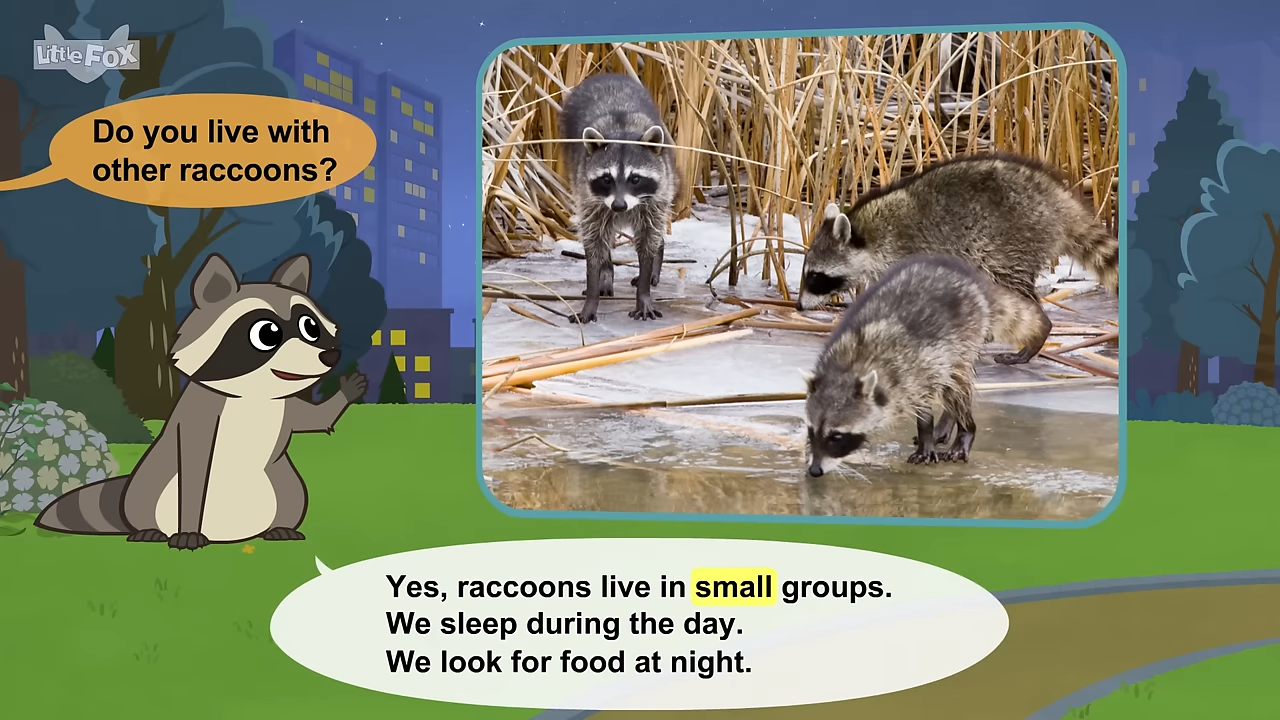 Little Fox
Do you live with
other raccoons?
Yes, raccoons live in small groups.
We sleep during the day.
We look for food at night.